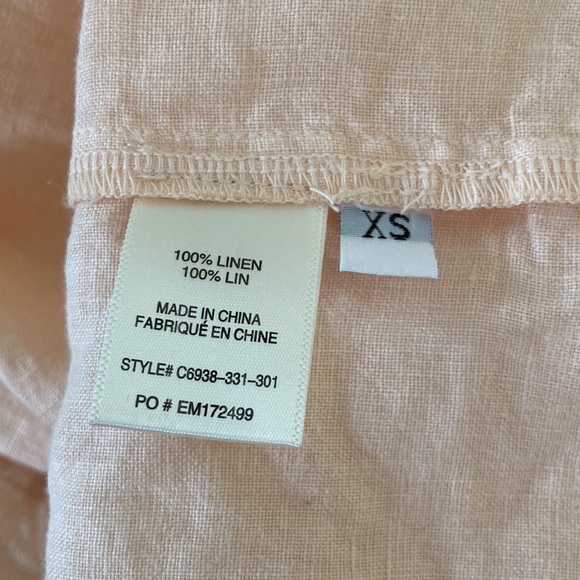 100% LINEN
100% LIN
MADE IN CHINA
FABRIQUÉ EN CHINE
STYLE# C6938-331-301
PO # EM172499
XS